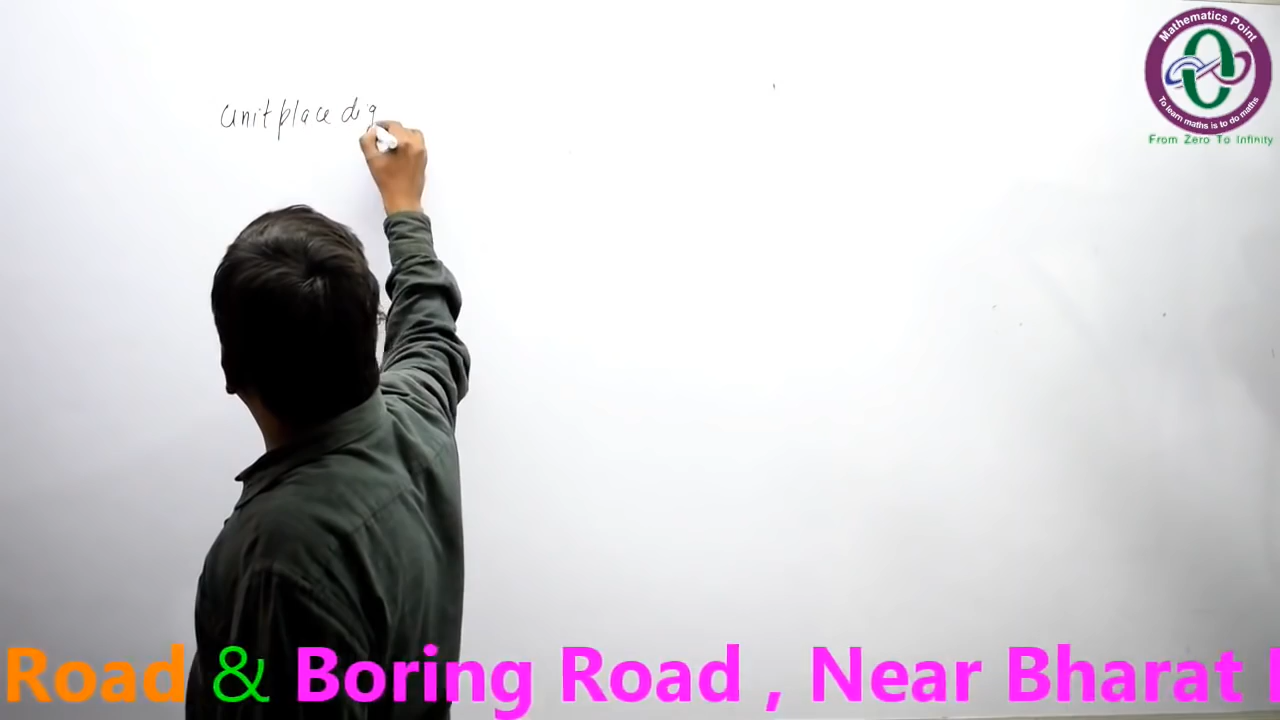 Mathematics Point
To learn maths is to do maths
From Zero To Infinity
unit place dig
Road & Boring Road , Near Bharat